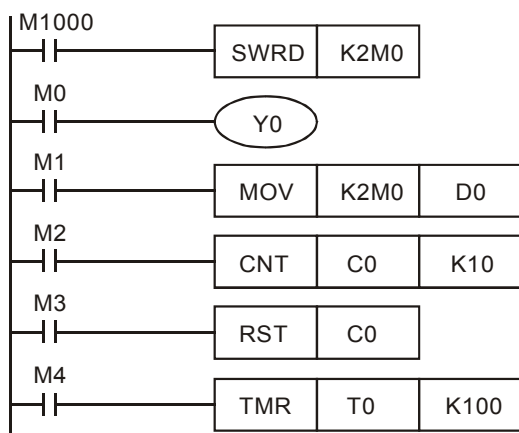 M1000
SWRD K2M0
M0
Y0
M1
MOV K2M0 D0
M2
CNT C0 K10
M3
RST C0
M4
TMR T0 K100